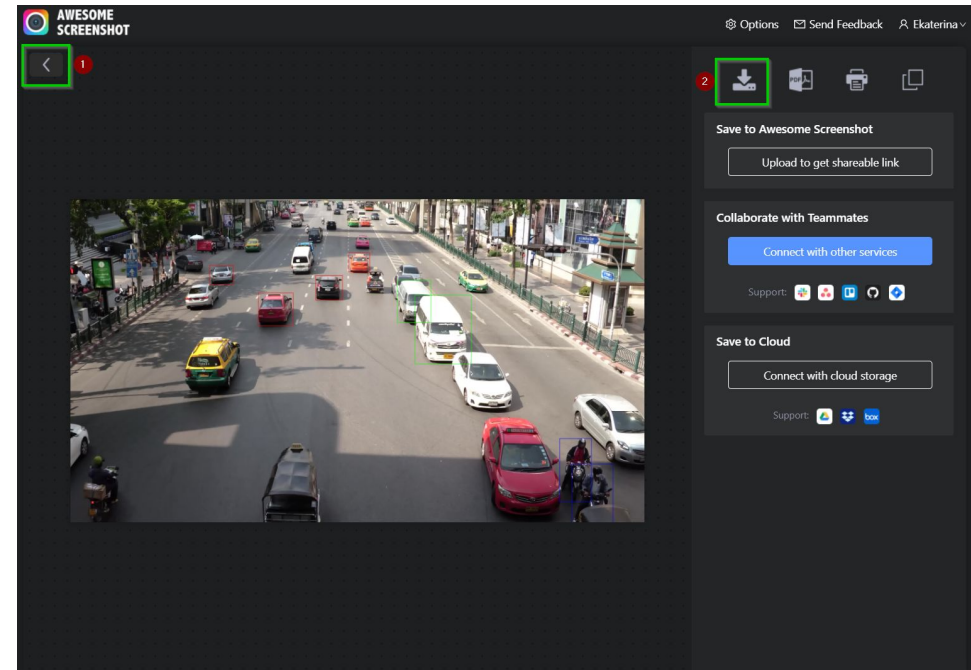 AWESOME
SCREENSHOT
Options
Send Feedback
Ekaterina
1
2
PDF
Save to Awesome Screenshot
Upload to get shareable link
Collaborate with Teammates
Connect with other services
Support:
Save to Cloud
Connect with cloud storage
Support:
box